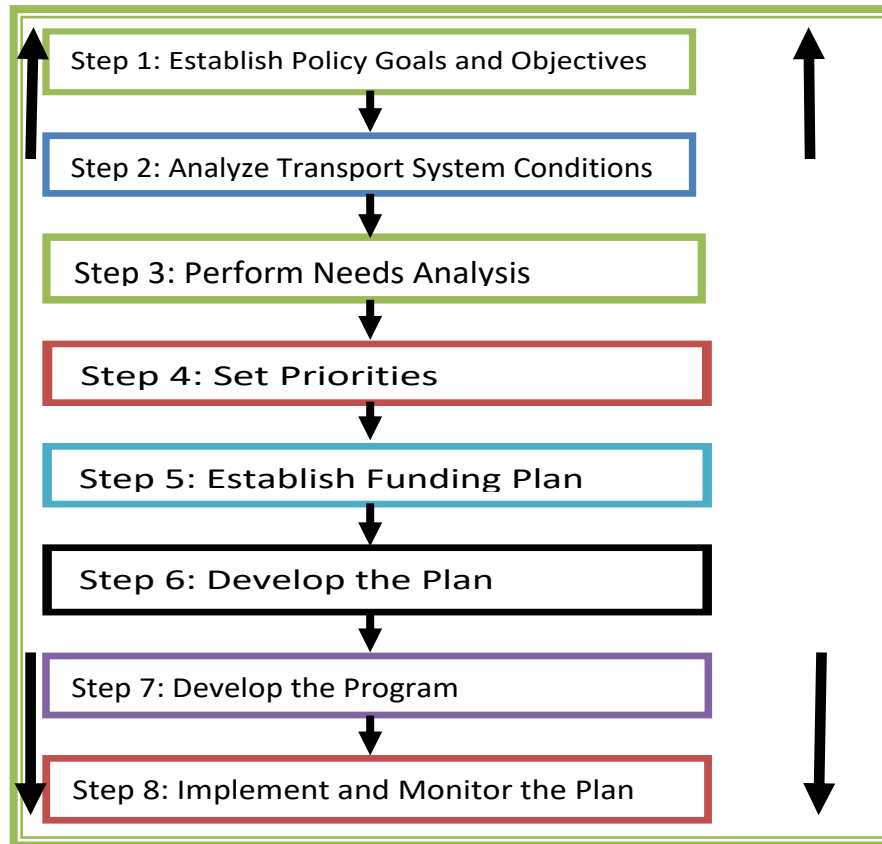 Step 1: Establish Policy Goals and Objectives
Step 2: Analyze Transport System Conditions
Step 3: Perform Needs Analysis
Step 4: Set Priorities
Step 5: Establish Funding Plan
Step 6: Develop the Plan
Step 7: Develop the Program
Step 8: Implement and Monitor the Plan